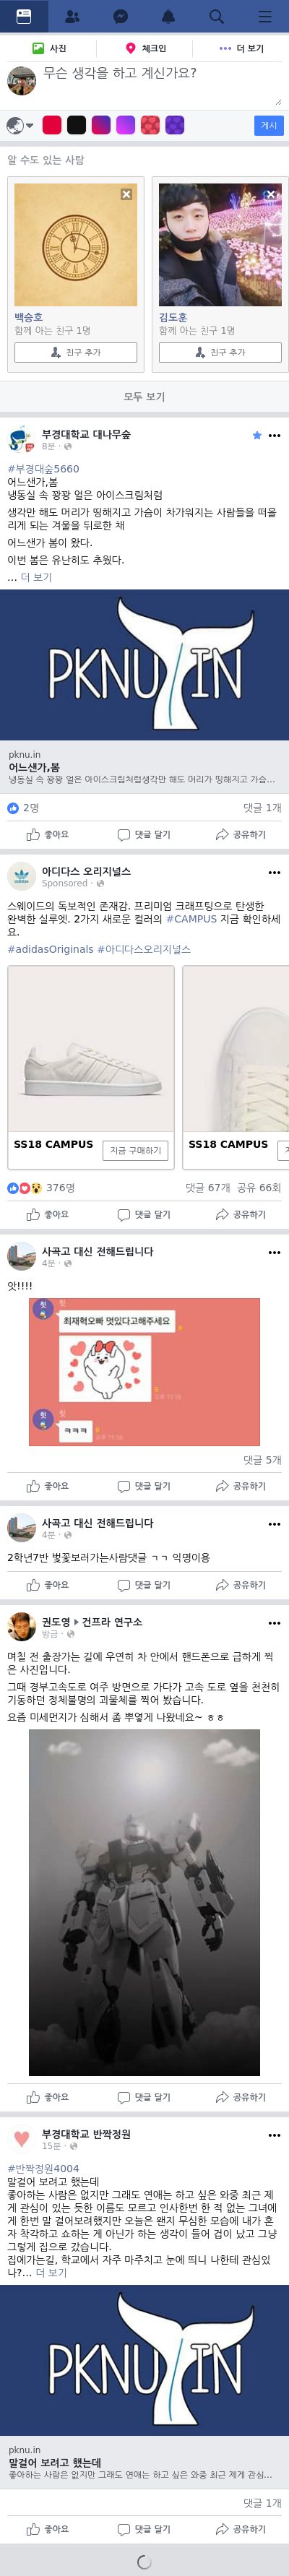 사진 체크인 더 보기
무슨 생각을 하고 계신가요?
게시
알 수도 있는 사람
백승호
함께 아는 친구 1명
친구 추가
김도훈
함께 아는 친구 1명
친구 추가
모두 보기
부경대학교 대나무숲
8분 ·
#부경대숲5660
어느샌가,봄
냉동실 속 꽝꽝 얼은 아이스크림처럼
생각만 해도 머리가 띵해지고 가슴이 차가워지는 사람들을 떠올
리게 되는 겨울을 뒤로한 채
어느샌가 봄이 왔다.
이번 봄은 유난히도 추웠다.
... 더 보기
PKNU IN
pknu.in
어느샌가,봄
냉동실 속 꽝꽝 얼은 아이스크림처럼생각만 해도 머리가 띵해지고 가슴...
2명 댓글 1개
좋아요 댓글 달기 공유하기
아디다스 오리지널스
Sponsored ·
스웨이드의 독보적인 존재감. 프리미엄 크래프팅으로 탄생한
완벽한 실루엣. 2가지 새로운 컬러의 #CAMPUS 지금 확인하세
요.
#adidasOriginals #아디다스오리지널스
SS18 CAMPUS
지금 구매하기
SS18 CAMPUS
376명 댓글 67개 공유 66회
좋아요 댓글 달기 공유하기
사곡고 대신 전해드립니다
4분 ·
앗!!!!
최재혁오빠 멋있다고해주세요
ㅋㅋㅋ
댓글 5개
좋아요 댓글 달기 공유하기
사곡고 대신 전해드립니다
4분 ·
2학년7반 벚꽃보러가는사람댓글 ㄱㄱ 익명이용
좋아요 댓글 달기 공유하기
권도영 건프라 연구소
방금 ·
며칠 전 출장가는 길에 우연히 차 안에서 핸드폰으로 급하게 찍
은 사진입니다.
그때 경부고속도로 여주 방면으로 가다가 고속 도로 옆을 천천히
기동하던 정체불명의 괴물체를 찍어 봤습니다.
요즘 미세먼지가 심해서 좀 뿌옇게 나왔네요~ ㅎㅎ
좋아요 댓글 달기 공유하기
부경대학교 반짝정원
15분 ·
#반짝정원4004
말걸어 보려고 했는데
좋아하는 사람은 없지만 그래도 연애는 하고 싶은 와중 최근 제
게 관심이 있는 듯한 이름도 모르고 인사한번 한 적 없는 그녀에
게 한번 말 걸어보려했지만 오늘은 왠지 무심한 모습에 내가 혼
자 착각하고 쇼하는 게 아닌가 하는 생각이 들어 겁이 났고 그냥
그렇게 집으로 갔습니다.
집에가는길, 학교에서 자주 마주치고 눈에 띄니 나한테 관심있
나?... 더 보기
PKNU IN
pknu.in
말걸어 보려고 했는데
좋아하는 사람은 없지만 그래도 연애는 하고 싶은 와중 최근 제게 관심...
댓글 1개
좋아요 댓글 달기 공유하기